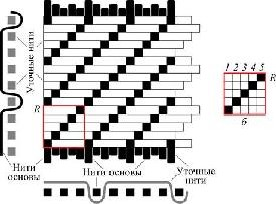 Уточные нити
R
Нити
основы
Нити основы
Уточные
нити
1 2 3 4 5
R
б